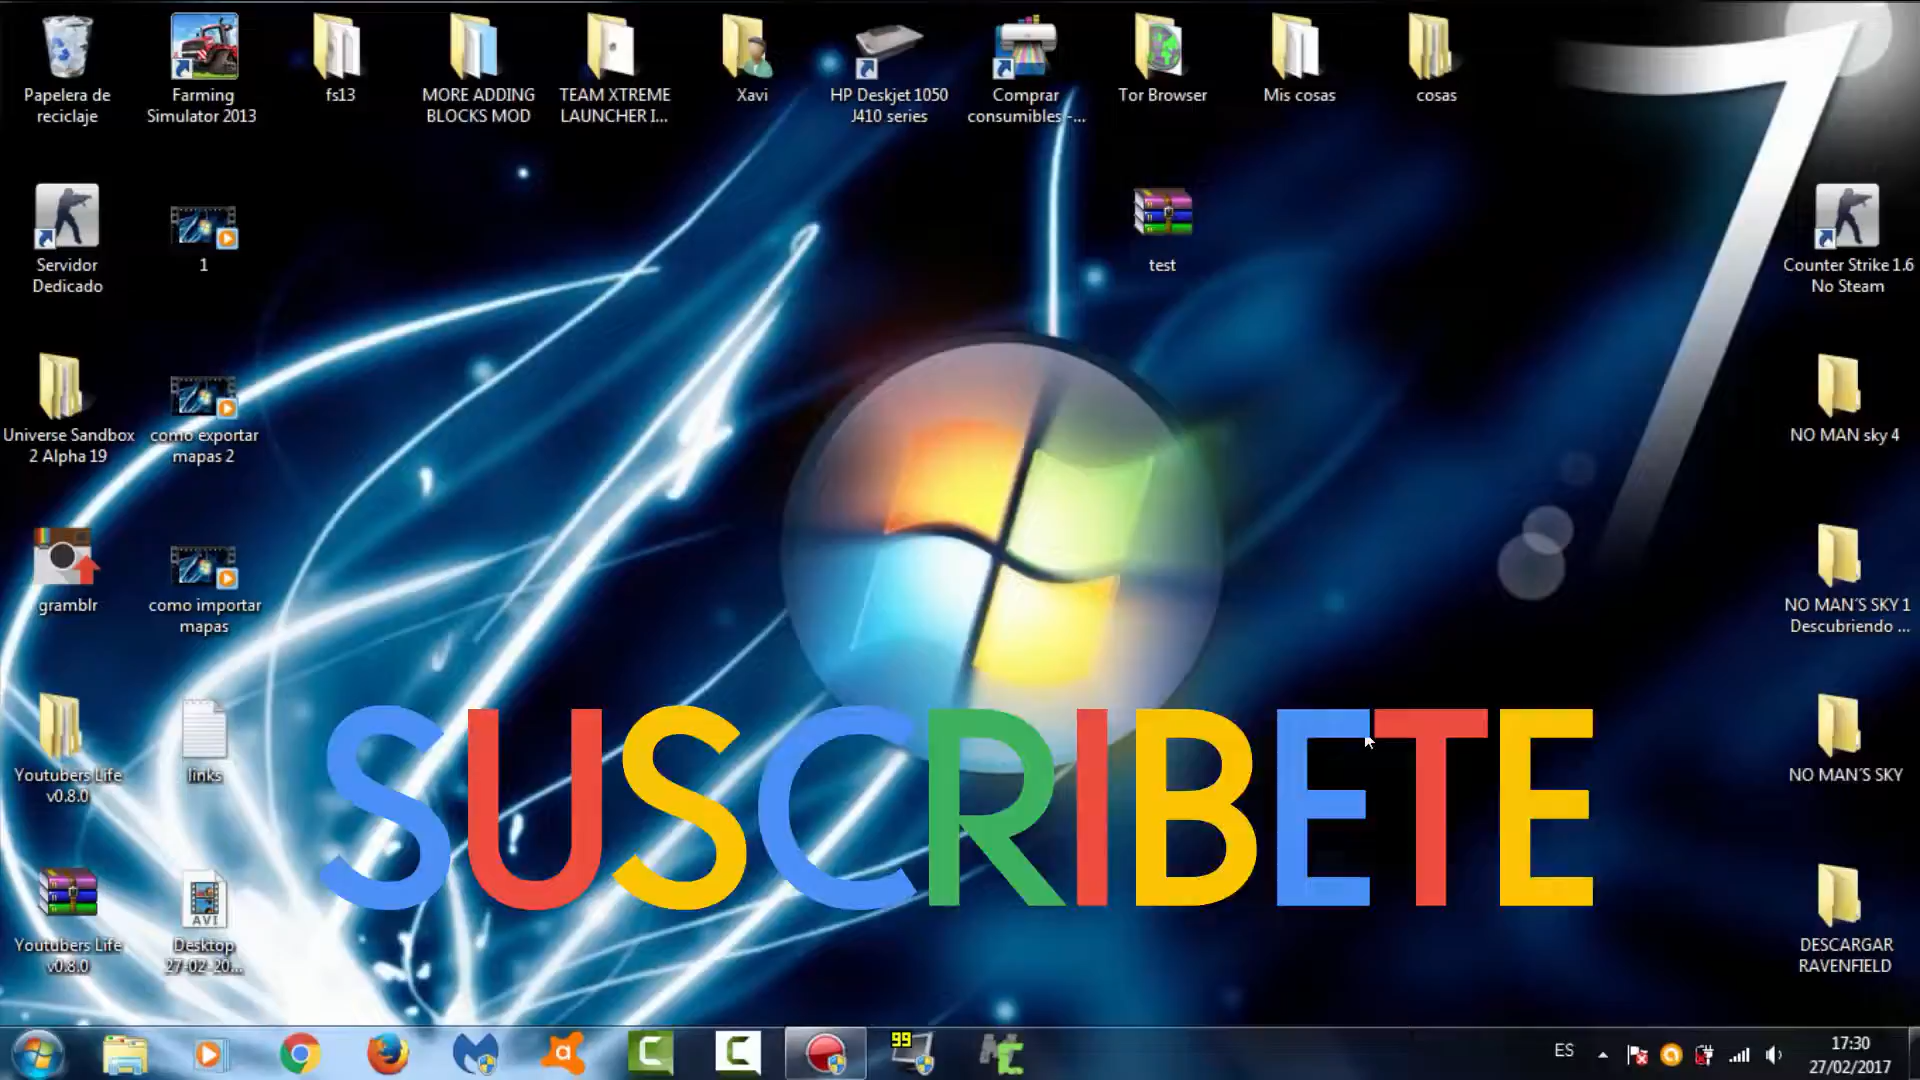 Papelera de
reciclaje
Farming
Simulator 2013
fs13
MORE ADDING
BLOCKS MOD
TEAM XTREME
LAUNCHER I...
Xavi
HP Deskjet 1050
J410 series
Comprar
consumibles -...
Tor Browser
Mis cosas
cosas
Servidor
Dedicado
1
test
Counter Strike 1.6
No Steam
Universe Sandbox
2 Alpha 19
como exportar
mapas 2
NO MAN sky 4
gramblr
como importar
mapas
NO MAN´S SKY 1
Descubriendo ...
Youtubers Life
v0.8.0
links
NO MAN´S SKY
SUSCRIBETE
Youtubers Life
v0.8.0
AVI
Desktop
27-02-20...
DESCARGAR
RAVENFIELD
7
99
ES
17:30
27/02/2017